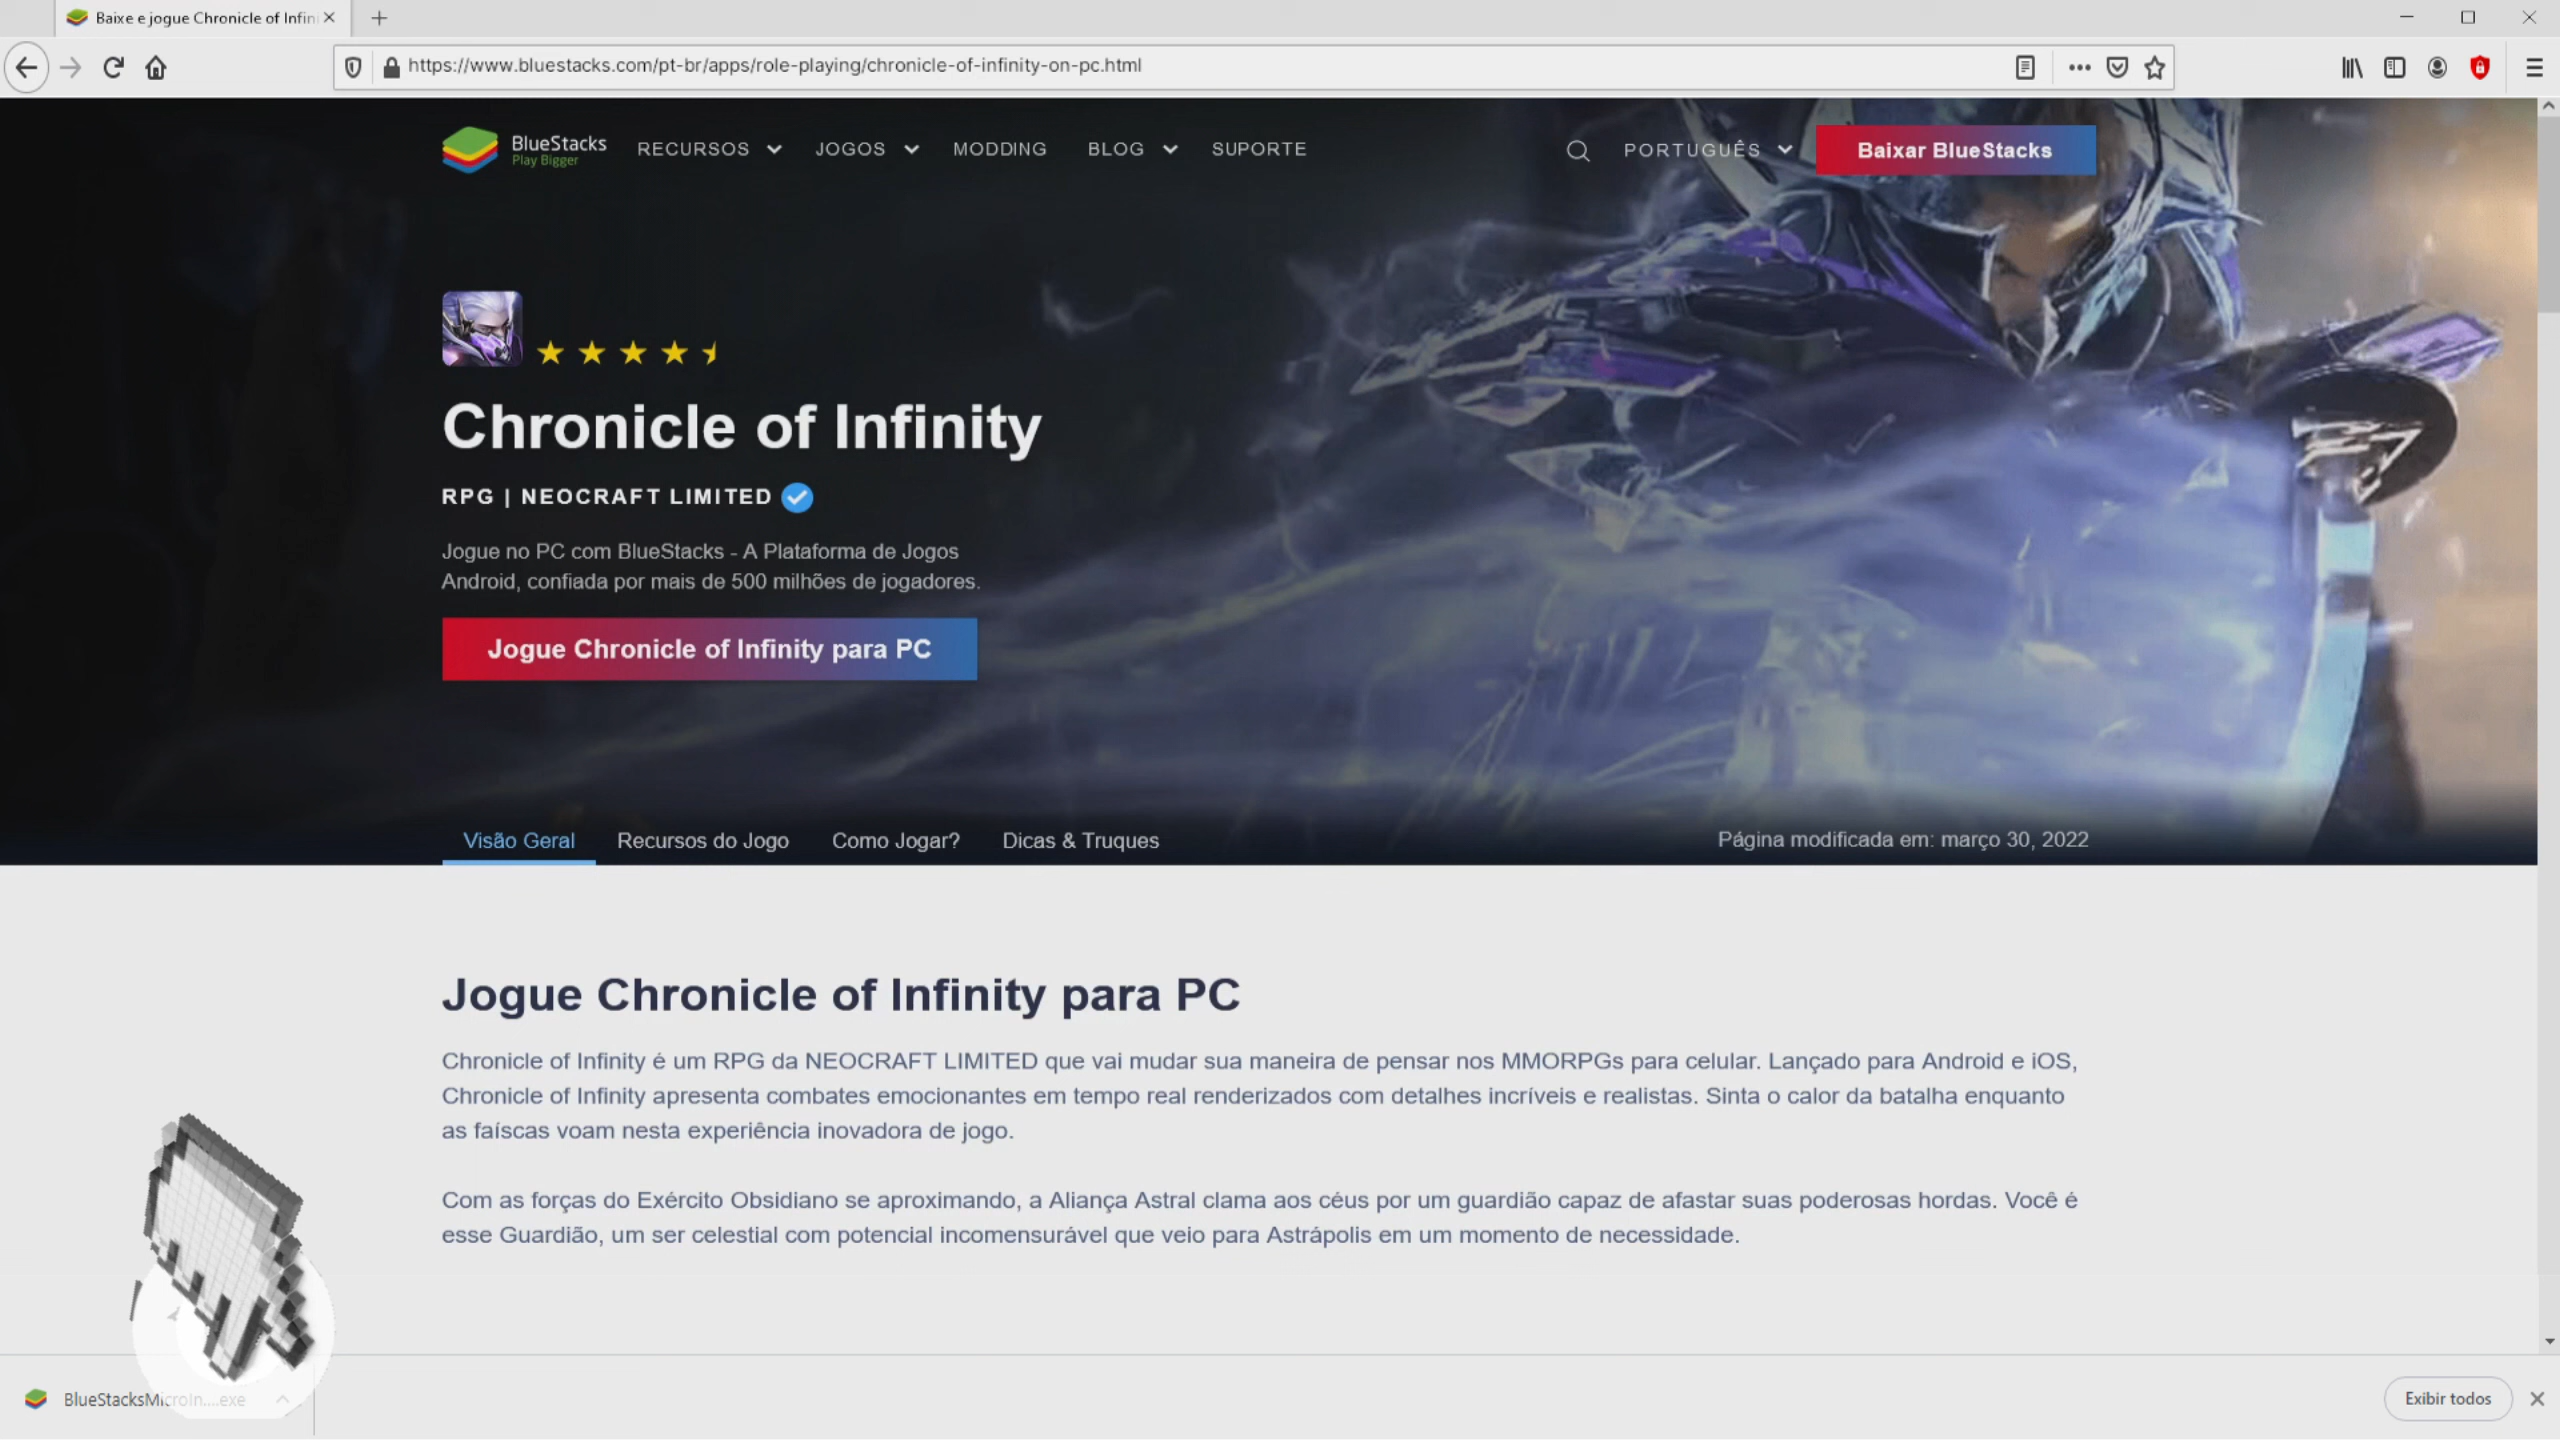 Baixe e jogue Chronicle of Infini
https://www.bluestacks.com/pt-br/apps/role-playing/chronicle-of-infinity-on-pc.html
BlueStacks
Play Bigger
RECURSOS JOGOS MODDING BLOG SUPORTE PORTUGUÊS Baixar BlueStacks
Chronicle of Infinity
RPG | NEOCRAFT LIMITED
Jogue no PC com BlueStacks - A Plataforma de Jogos
Android, confiada por mais de 500 milhões de jogadores.
Jogue Chronicle of Infinity para PC
Visão Geral Recursos do Jogo Como Jogar? Dicas & Truques Página modificada em: março 30, 2022
Jogue Chronicle of Infinity para PC
Chronicle of Infinity é um RPG da NEOCRAFT LIMITED que vai mudar sua maneira de pensar nos MMORPGs para celular. Lançado para Android e iOS,
Chronicle of Infinity apresenta combates emocionantes em tempo real renderizados com detalhes incríveis e realistas. Sinta o calor da batalha enquanto
as faíscas voam nesta experiência inovadora de jogo.
Com as forças do Exército Obsidiano se aproximando, a Aliança Astral clama aos céus por um guardião capaz de afastar suas poderosas hordas. Você é
esse Guardião, um ser celestial com potencial incomensurável que veio para Astrápolis em um momento de necessidade.
BlueStacksMicroIn....exe Exibir todos